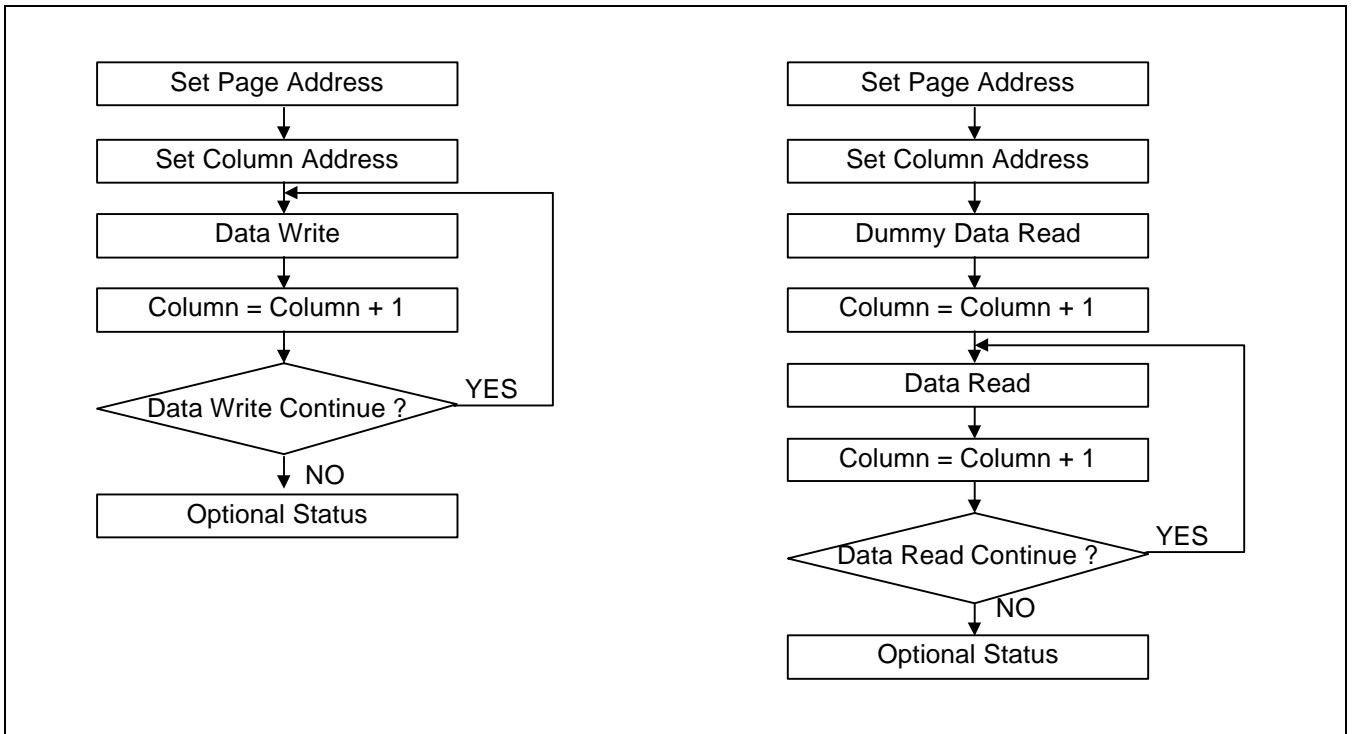 Set Page Address
Set Column Address
Data Write
Column = Column + 1
Data Write Continue ?
YES
NO
Optional Status
Set Page Address
Set Column Address
Dummy Data Read
Column = Column + 1
Data Read
Column = Column + 1
Data Read Continue ?
YES
NO
Optional Status